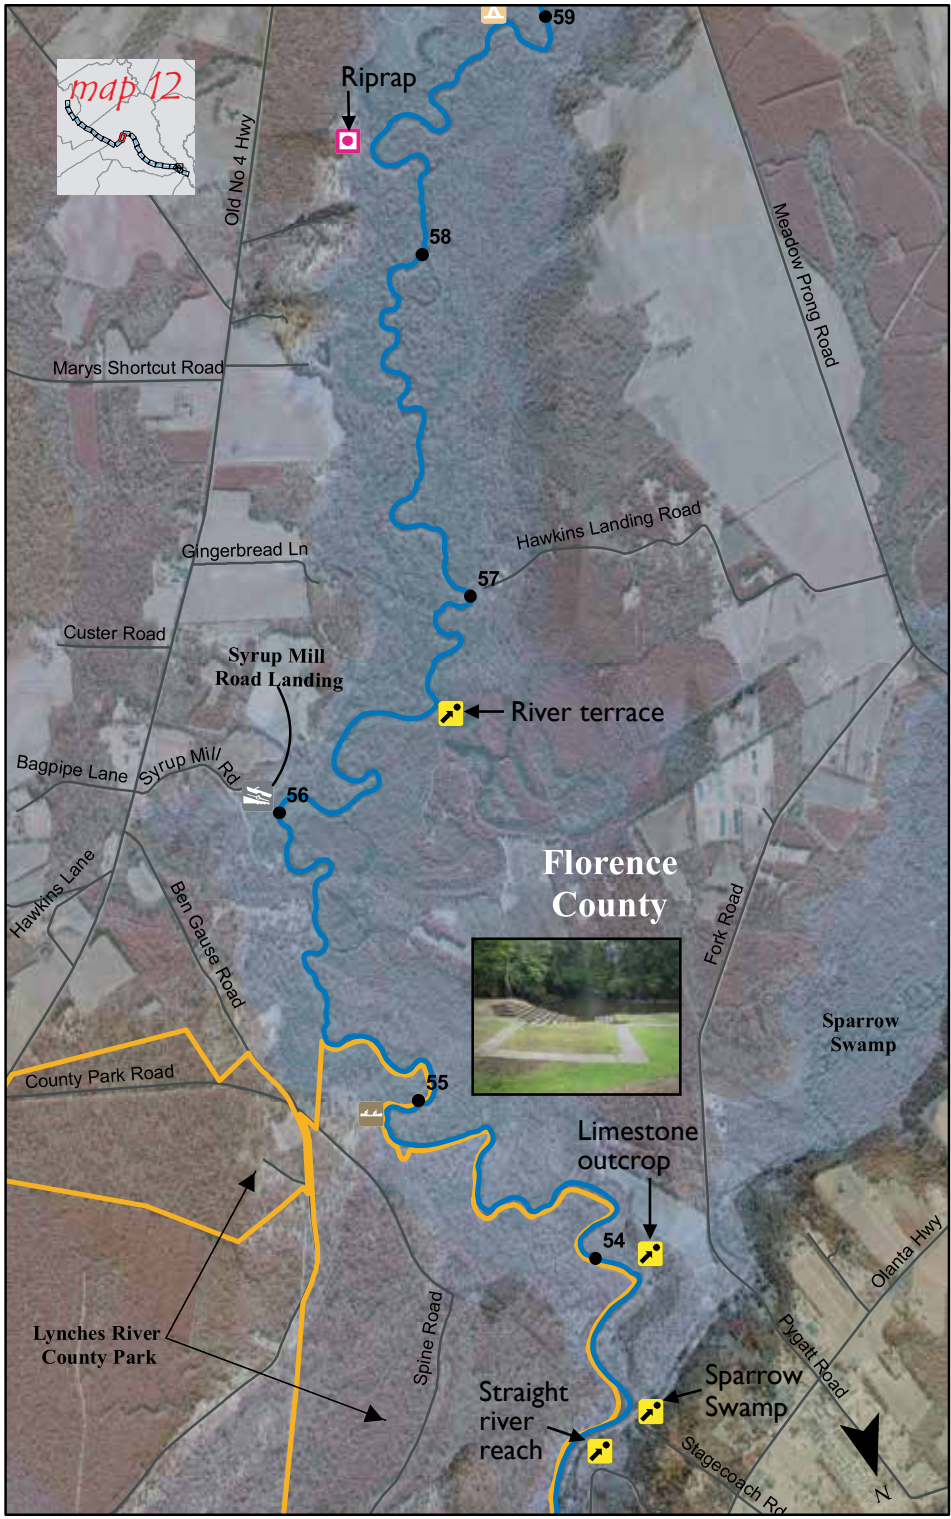 59
Riprap
map 12
Old No 4 Hwy
58
Meadow Prong Road
Marys Shortcut Road
Hawkins Landing Road
Gingerbread Ln
57
Custer Road
Syrup Mill
Road Landing
River terrace
Bagpipe Lane
Syrup Mill Rd
56
Hawkins Lane
Florence
County
Ben Gause Road
Fork Road
Sparrow
Swamp
County Park Road
55
Limestone
outcrop
54
Olanta Hwy
Lynches River
County Park
Spine Road
Pygatt Road
Straight
river
reach
Sparrow
Swamp
Stagecoach Rd
N